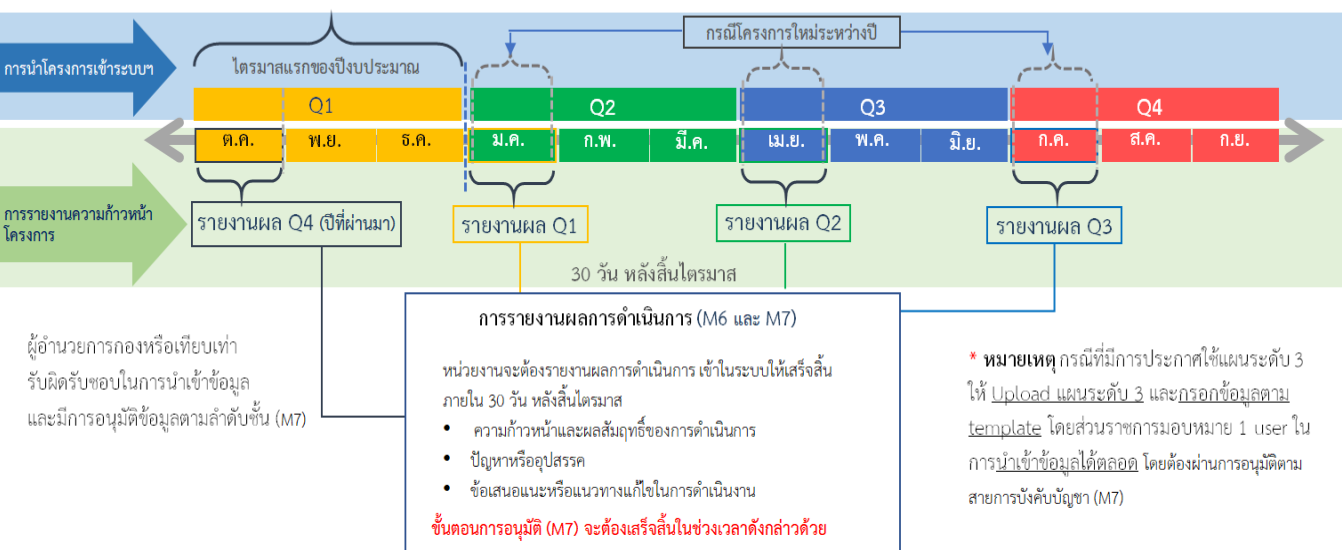 กรณีโครงการใหม่ระหว่างปี
การนำโครงการเข้าระบบฯ
ไตรมาสแรกของปีงบประมาณ
Q1 Q2 Q3 Q4
ต.ค. พ.ย. ธ.ค. ม.ค. ก.พ. มี.ค. เม.ย. พ.ค. มิ.ย. ก.ค. ส.ค. ก.ย.
การรายงานความก้าวหน้า
โครงการ
รายงานผล Q4 (ปีที่ผ่านมา)
รายงานผล Q1
รายงานผล Q2
รายงานผล Q3
30 วัน หลังสิ้นไตรมาส
ผู้อำนวยการกองหรือเทียบเท่า
รับผิดรับชอบในการนำเข้าข้อมูล
และมีการอนุมัติข้อมูลตามลำดับชั้น (M7)
การรายงานผลการดำเนินการ (M6 และ M7)
หน่วยงานจะต้องรายงานผลการดำเนินการ เข้าในระบบให้เสร็จสิ้น
ภายใน 30 วัน หลังสิ้นไตรมาส
• ความก้าวหน้าและผลสัมฤทธิ์ของการดำเนินการ
• ปัญหาหรืออุปสรรค
• ข้อเสนอแนะหรือแนวทางแก้ไขในการดำเนินงาน
ขั้นตอนการอนุมัติ (M7) จะต้องเสร็จสิ้นในช่วงเวลาดังกล่าวด้วย
* หมายเหตุ กรณีที่มีการประกาศใช้แผนระดับ 3
ให้ Upload แผนระดับ 3 และกรอกข้อมูลตาม
template โดยส่วนราชการมอบหมาย 1 user ใน
การนำเข้าข้อมูลได้ตลอด โดยต้องผ่านการอนุมัติตาม
สายการบังคับบัญชา (M7)